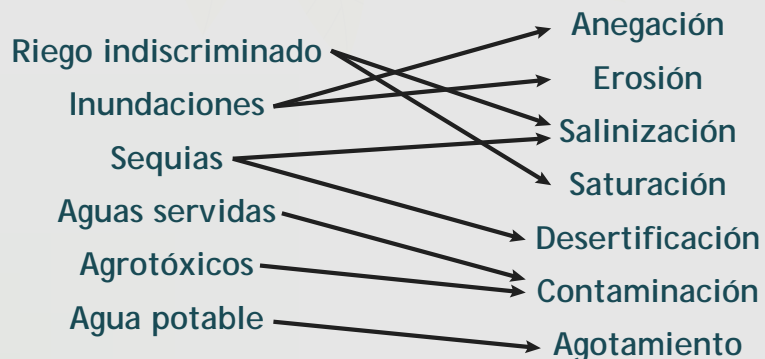 Riego indiscriminado
Inundaciones
Sequias
Aguas servidas
Agrotóxicos
Agua potable
Anegación
Erosión
Salinización
Saturación
Desertificación
Contaminación
Agotamiento